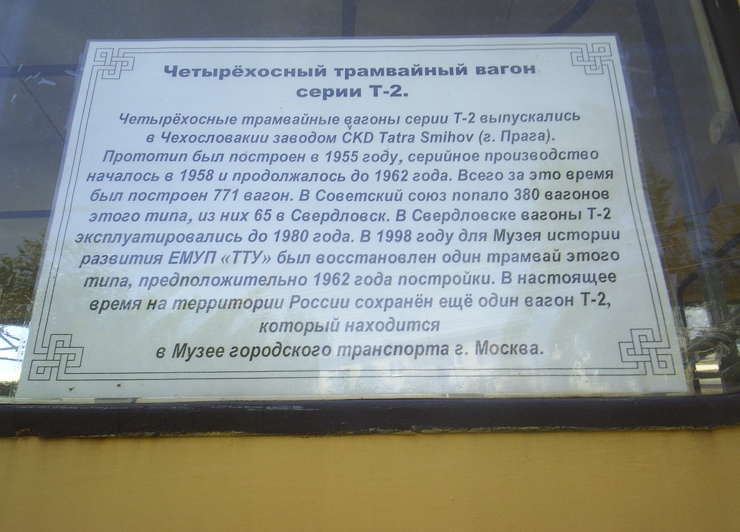 Четырёхосный трамвайный вагон
серии Т-2.
Четырёхосные трамвайные вагоны серии Т-2 выпускались
в Чехословакии заводом ČKD Tatra Smihov (г. Прага).
Прототип был построен в 1955 году, серийное производство
началось в 1958 и продолжалось до 1962 года. Всего за это время
был построен 771 вагон. В Советский союз попало 380 вагонов
этого типа, из них 65 в Свердловск. В Свердловске вагоны Т-2
эксплуатировались до 1980 года. В 1998 году для Музея истории
развития ЕМУП «ТТУ» был восстановлен один трамвай этого
типа, предположительно 1962 года постройки. В настоящее
время на территории России сохранён ещё один вагон Т-2,
который находится
в Музее городского транспорта г. Москва.